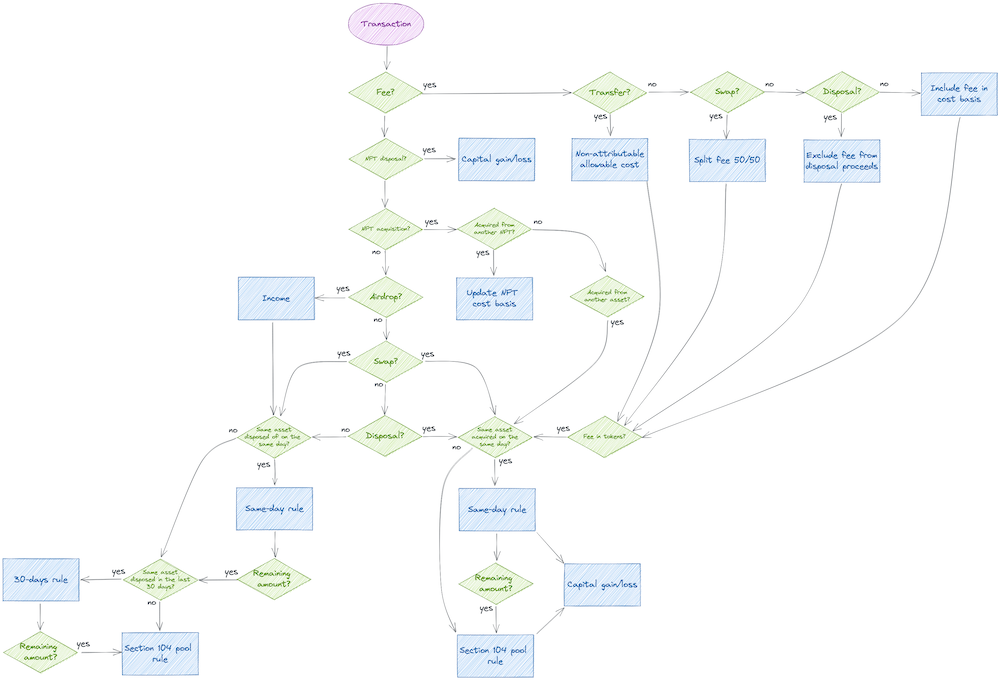 Transaction
Fee?
yes
Transfer?
no
Swap?
no
Disposal?
no
Include fee in
cost basis
yes
yes
yes
NFT disposal?
yes
Capital gain/loss
Non-attributable
allowable cost
Split fee 50/50
Exclude fee from
disposal proceeds
NFT acquisition?
yes
Acquired from
another NFT?
no
no
yes
Income
yes
Airdrop?
Update NFT
cost basis
Acquired from
another asset?
no
yes
yes
Swap?
yes
no
no
Same asset
disposed of on the
same day?
no
Disposal?
yes
Same asset
acquired on the
same day?
yes
Fee in tokens?
yes
no
yes
Same-day rule
Same-day rule
30-days rule
yes
Same asset
disposed in the last
30 days?
yes
Remaining
amount?
Remaining
amount?
Capital gain/loss
no
yes
Remaining
amount?
yes
Section 104 pool
rule
Section 104 pool
rule